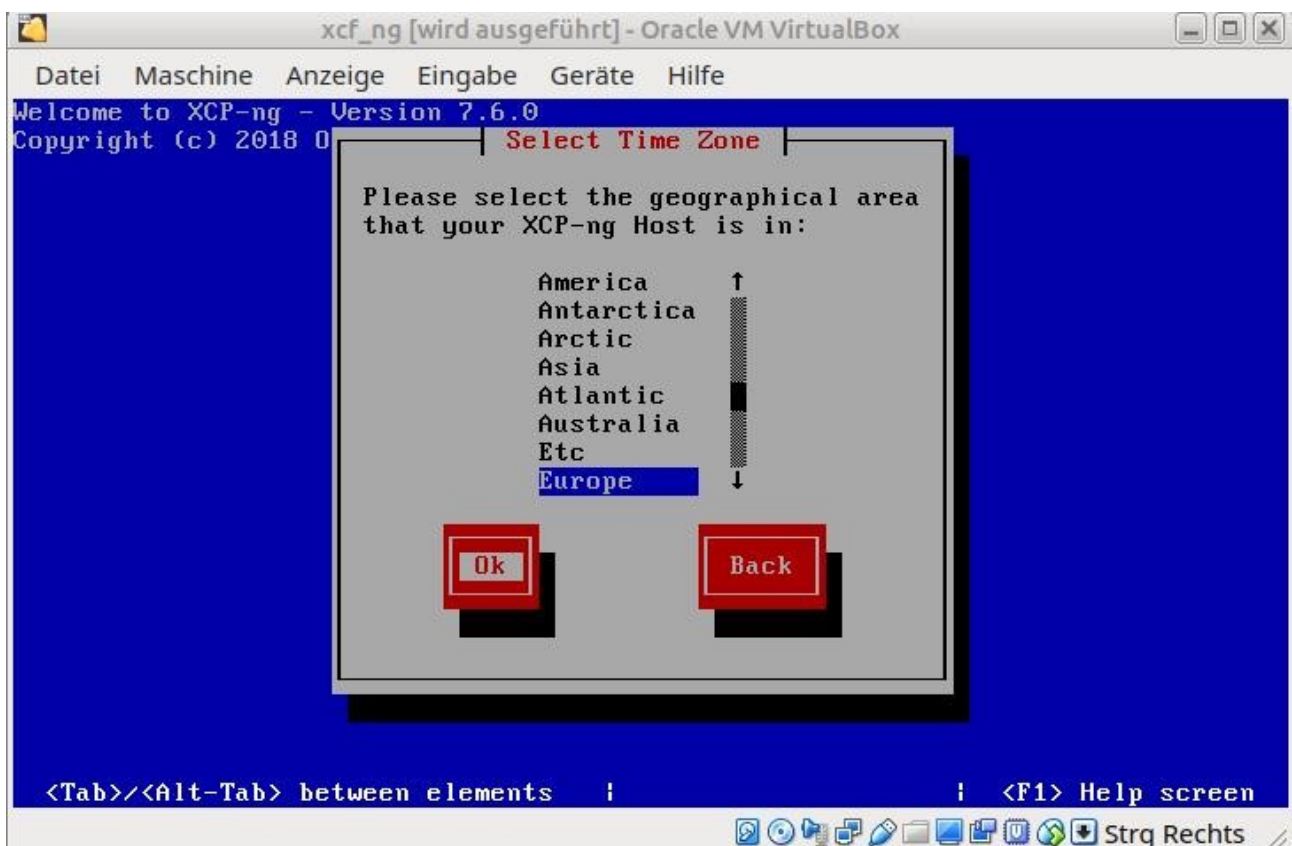 xcf_ng [wird ausgeführt] - Oracle VM VirtualBox
Datei Maschine Anzeige Eingabe Geräte Hilfe
Welcome to XCP-ng - Version 7.6.0
Copyright (c) 2018 O
Select Time Zone
Please select the geographical area
that your XCP-ng Host is in:
America
Antarctica
Arctic
Asia
Atlantic
Australia
Etc
Europe
Ok Back
<Tab>/<Alt-Tab> between elements | | <F1> Help screen
Strg Rechts